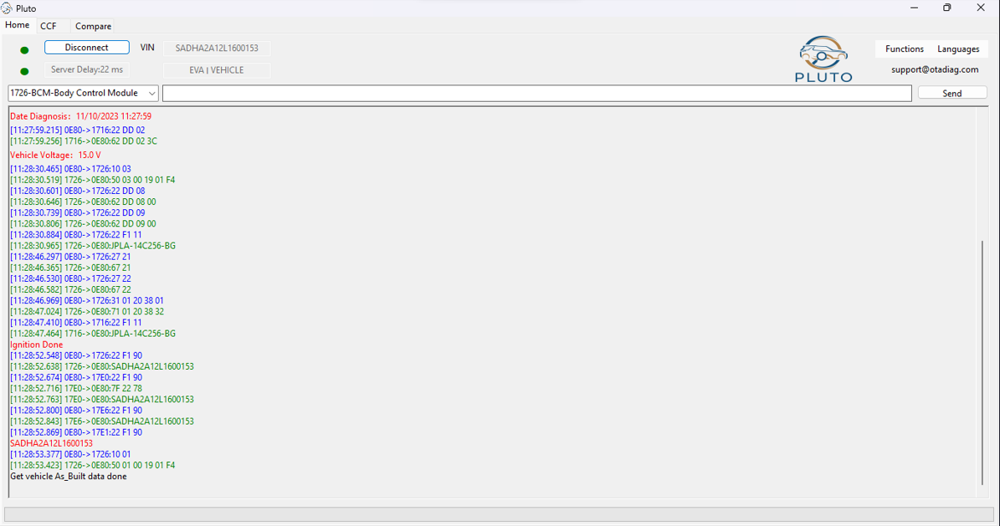 Pluto
Home CCF Compare
Disconnect VIN SADHA2A12L1600153
Functions Languages
Server Delay:22 ms EVA | VEHICLE
support@otadiag.com
PLUTO
1726-BCM-Body Control Module
Send
Date Diagnosis: 11/10/2023 11:27:59
[11:27:59.215] 0E80->1716:22 DD 02
[11:27:59.256] 1716->0E80:62 DD 02 3C
Vehicle Voltage: 15.0 V
[11:28:30.465] 0E80->1726:10 03
[11:28:30.519] 1726->0E80:50 03 00 19 01 F4
[11:28:30.601] 0E80->1726:22 DD 08
[11:28:30.646] 1726->0E80:62 DD 08 00
[11:28:30.739] 0E80->1726:22 DD 09
[11:28:30.806] 1726->0E80:62 DD 09 00
[11:28:30.884] 0E80->1726:22 F1 11
[11:28:30.965] 1726->0E80:JPLA-14C256-BG
[11:28:46.297] 0E80->1726:27 21
[11:28:46.365] 1726->0E80:67 21
[11:28:46.530] 0E80->1726:27 22
[11:28:46.582] 1726->0E80:67 22
[11:28:46.969] 0E80->1726:31 01 20 38 01
[11:28:47.024] 1726->0E80:71 01 20 38 32
[11:28:47.410] 0E80->1716:22 F1 11
[11:28:47.464] 1716->0E80:JPLA-14C256-BG
Ignition Done
[11:28:52.548] 0E80->1726:22 F1 90
[11:28:52.638] 1726->0E80:SADHA2A12L1600153
[11:28:52.674] 0E80->17E0:22 F1 90
[11:28:52.716] 17E0->0E80:7F 22 78
[11:28:52.763] 17E0->0E80:SADHA2A12L1600153
[11:28:52.800] 0E80->17E6:22 F1 90
[11:28:52.843] 17E6->0E80:SADHA2A12L1600153
[11:28:52.869] 0E80->17E1:22 F1 90
SADHA2A12L1600153
[11:28:53.377] 0E80->1726:10 01
[11:28:53.423] 1726->0E80:50 01 00 19 01 F4
Get vehicle As_Built data done